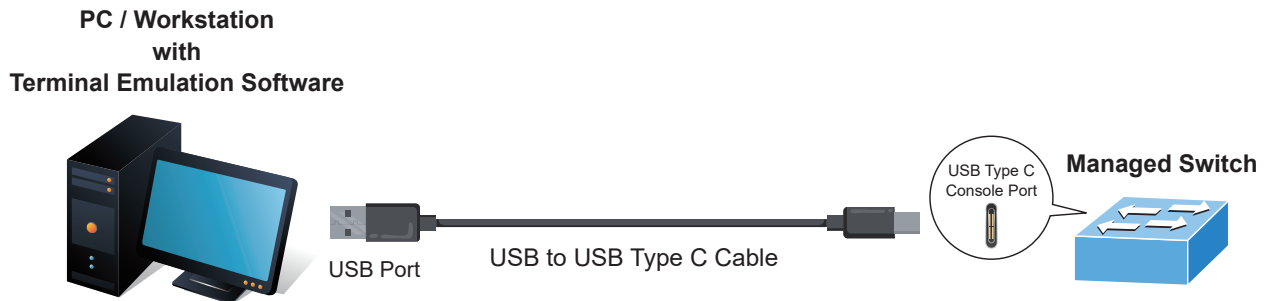 PC / Workstation
with
Terminal Emulation Software
USB Type C
Console Port
Managed Switch
USB Port
USB to USB Type C Cable